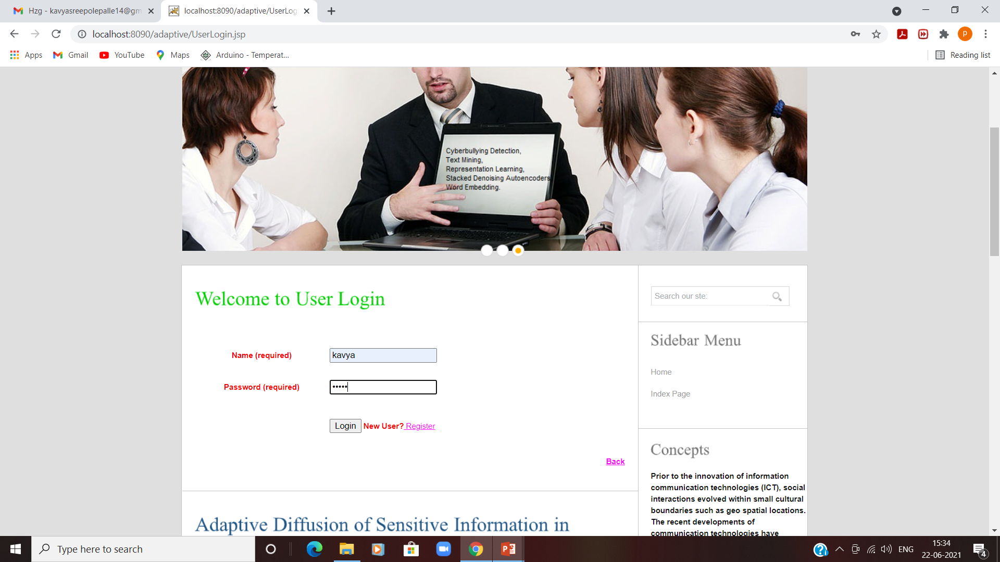 Hzg - kavyasreepolepalle14@gm
localhost:8090/adaptive/UserLog
localhost:8090/adaptive/UserLogin.jsp
P
Apps
Gmail
YouTube
Maps
Arduino - Temperat...
Reading list
Cyberbullying Detection,
Text Mining,
Representation Learning,
Stacked Denoising Autoencoders
Word Embedding.
Welcome to User Login
Name (required)
kavya
Password (required)
Login New User? Register
Back
Search our ste:
Sidebar Menu
Home
Index Page
Concepts
Prior to the innovation of information
communication technologies (ICT), social
interactions evolved within small cultural
boundaries such as geo spatial locations.
The recent developments of
communication technologies have
Adaptive Diffusion of Sensitive Information in
Type here to search
ENG
15:34
22-06-2021
4